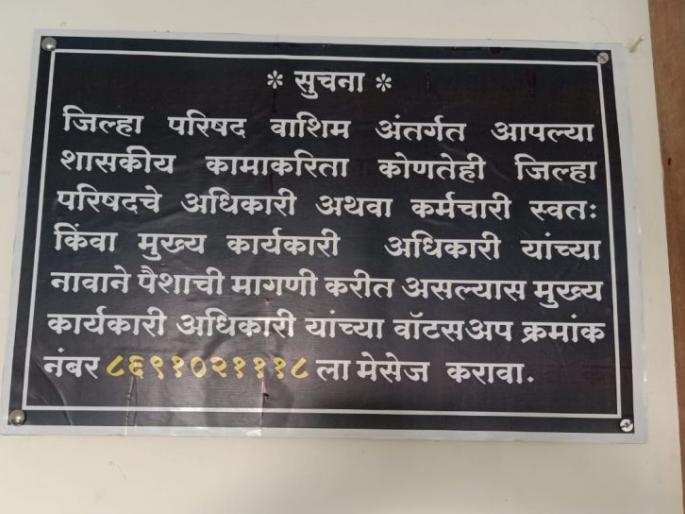 * सुचना *
जिल्हा परिषद वाशिम अंतर्गत आपल्या
शासकीय कामाकरिता कोणतेही जिल्हा
परिषदचे अधिकारी अथवा कर्मचारी स्वतः
किंवा मुख्य कार्यकारी अधिकारी यांच्या
नावाने पैशाची मागणी करीत असल्यास मुख्य
कार्यकारी अधिकारी यांच्या वॉटसअप क्रमांक
नंबर ८६९१०२१११८ ला मेसेज करावा.